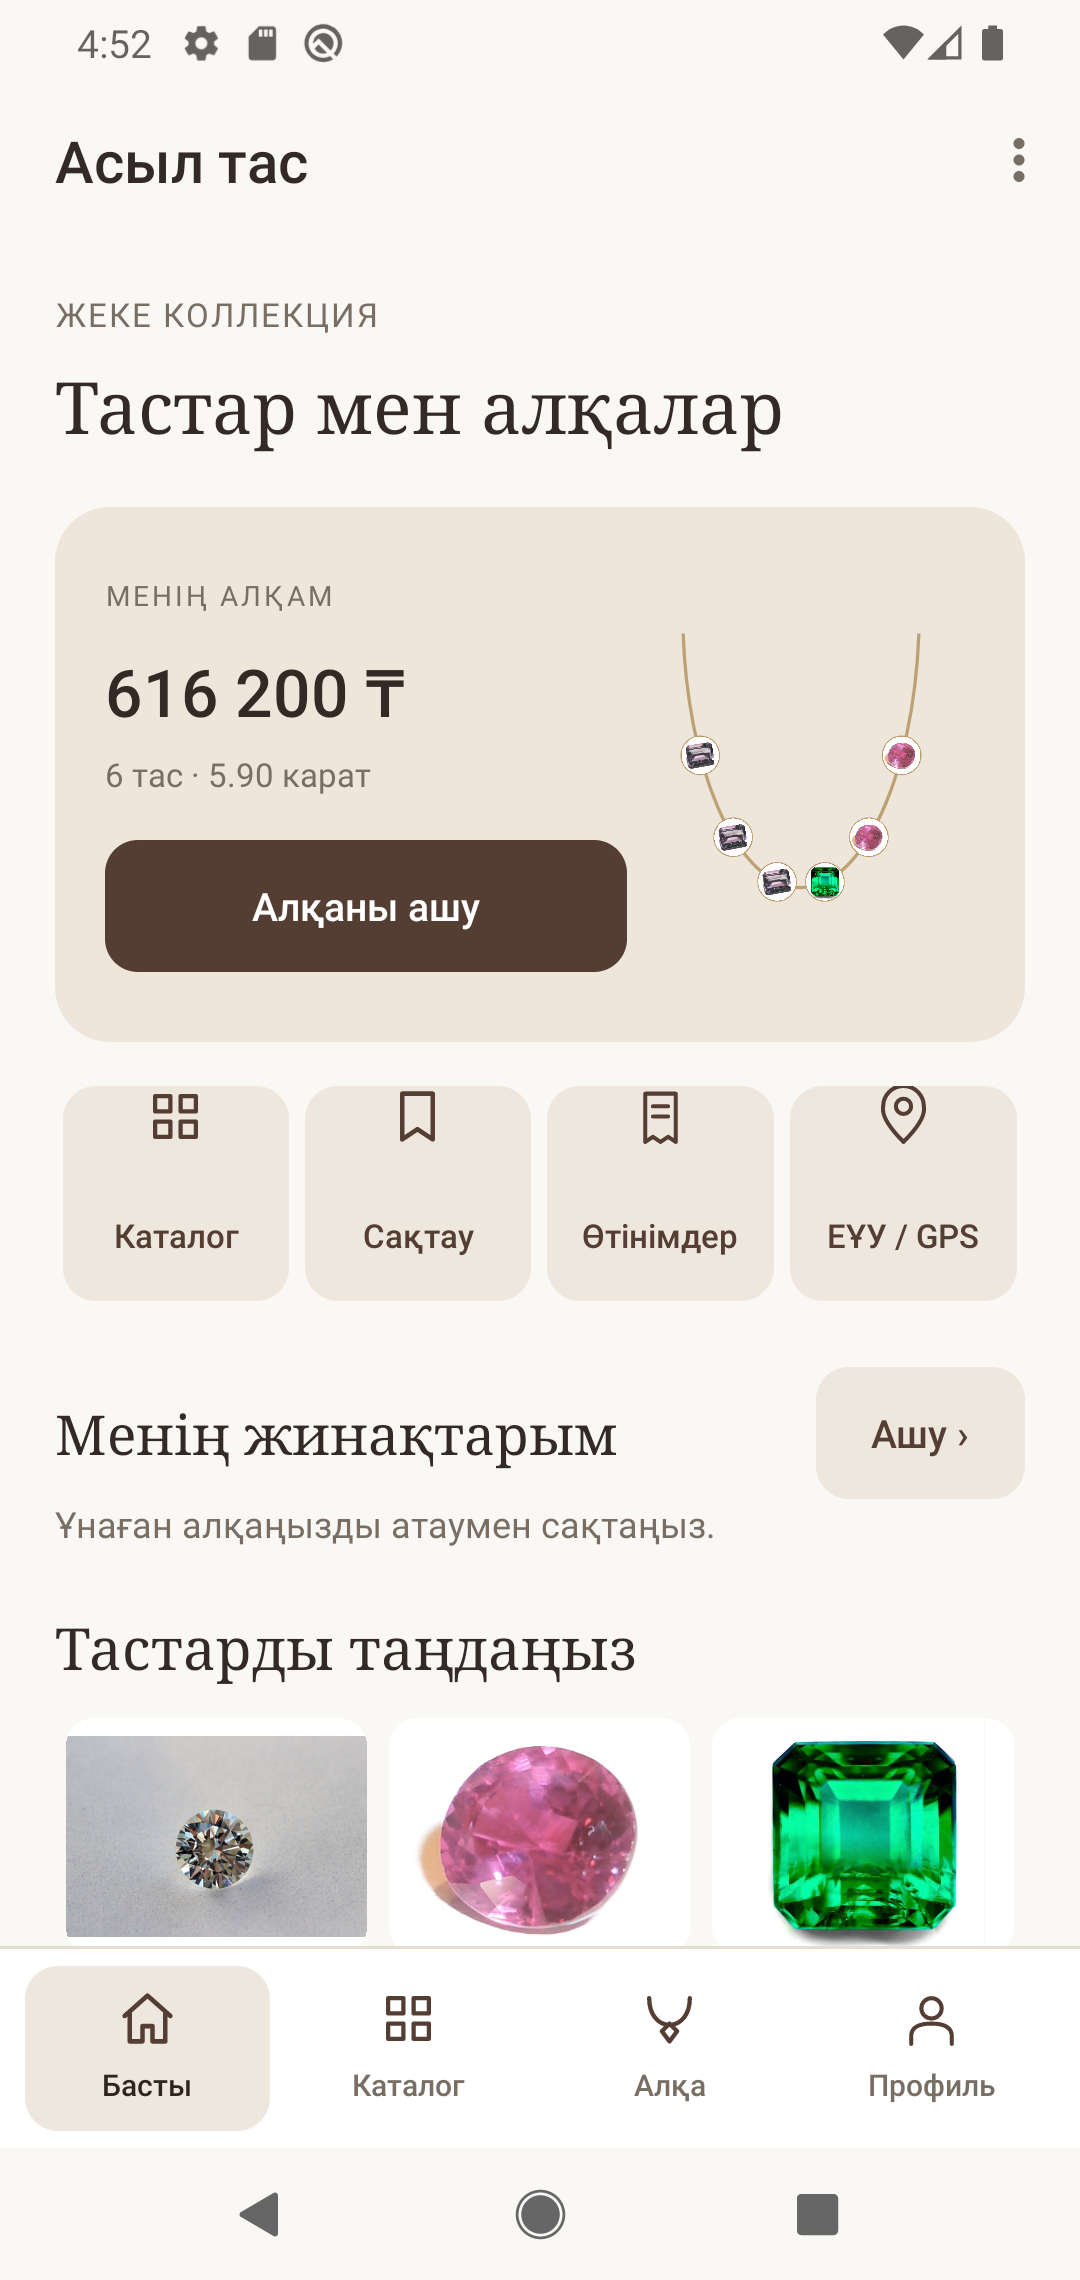 4:52
Асыл тас
ЖЕКЕ КОЛЛЕКЦИЯ
Тастар мен алқалар
МЕНІҢ АЛҚАМ
616 200 ₸
6 тас · 5.90 карат
Алқаны ашу
Каталог
Сақтау
Өтінімдер
ЕҰУ / GPS
Менің жинақтарым
Ашу ›
Ұнаған алқаңызды атаумен сақтаңыз.
Тастарды таңдаңыз
Басты
Каталог
Алқа
Профиль